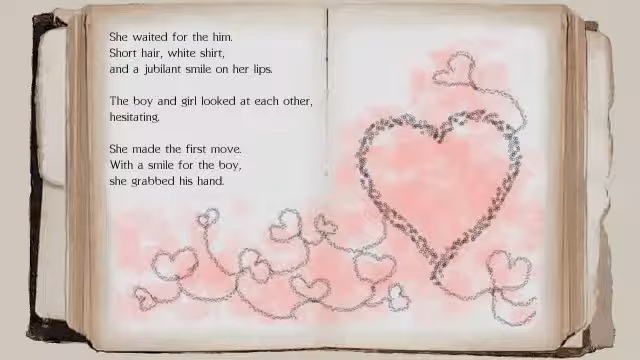 She waited for the him.
Short hair, white shirt,
and a jubilant smile on her lips.
The boy and girl looked at each other,
hesitating.
She made the first move.
With a smile for the boy,
she grabbed his hand.